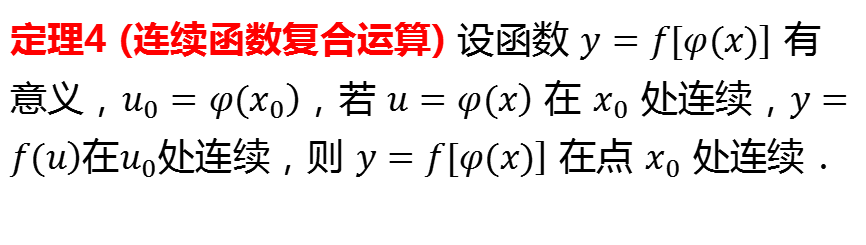 定理4 (连续函数复合运算) 设函数 𝑦 = 𝑓[𝜑(𝑥)] 有
意义，𝑢₀ = 𝜑(𝑥₀)，若 𝑢 = 𝜑(𝑥) 在 𝑥₀ 处连续，𝑦 =
𝑓(𝑢)在𝑢₀处连续，则 𝑦 = 𝑓[𝜑(𝑥)] 在点 𝑥₀ 处连续．